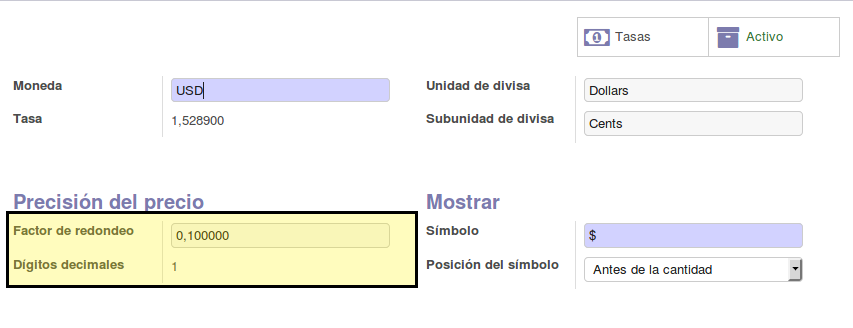 Tasas Activo
Moneda USD Unidad de divisa Dollars
Tasa 1,528900 Subunidad de divisa Cents
Precisión del precio Mostrar
Factor de redondeo 0,100000 Símbolo $
Dígitos decimales 1 Posición del símbolo Antes de la cantidad